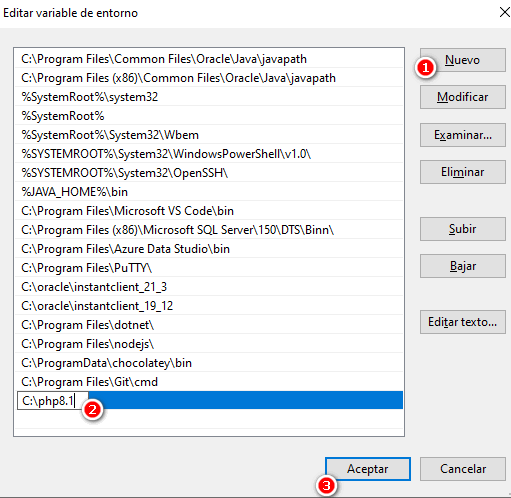 Editar variable de entorno
C:\Program Files\Common Files\Oracle\Java\javapath
C:\Program Files (x86)\Common Files\Oracle\Java\javapath
%SystemRoot%\system32
%SystemRoot%
%SystemRoot%\System32\Wbem
%SYSTEMROOT%\System32\WindowsPowerShell\v1.0\
%SYSTEMROOT%\System32\OpenSSH\
%JAVA_HOME%\bin
C:\Program Files\Microsoft VS Code\bin
C:\Program Files (x86)\Microsoft SQL Server\150\DTS\Binn\
C:\Program Files\Azure Data Studio\bin
C:\Program Files\PuTTY\
C:\oracle\instantclient_21_3
C:\oracle\instantclient_19_12
C:\Program Files\dotnet\
C:\Program Files\nodejs\
C:\ProgramData\chocolatey\bin
C:\Program Files\Git\cmd
C:\php8.1
2
1
Nuevo
Modificar
Examinar...
Eliminar
Subir
Bajar
Editar texto...
3
Aceptar
Cancelar